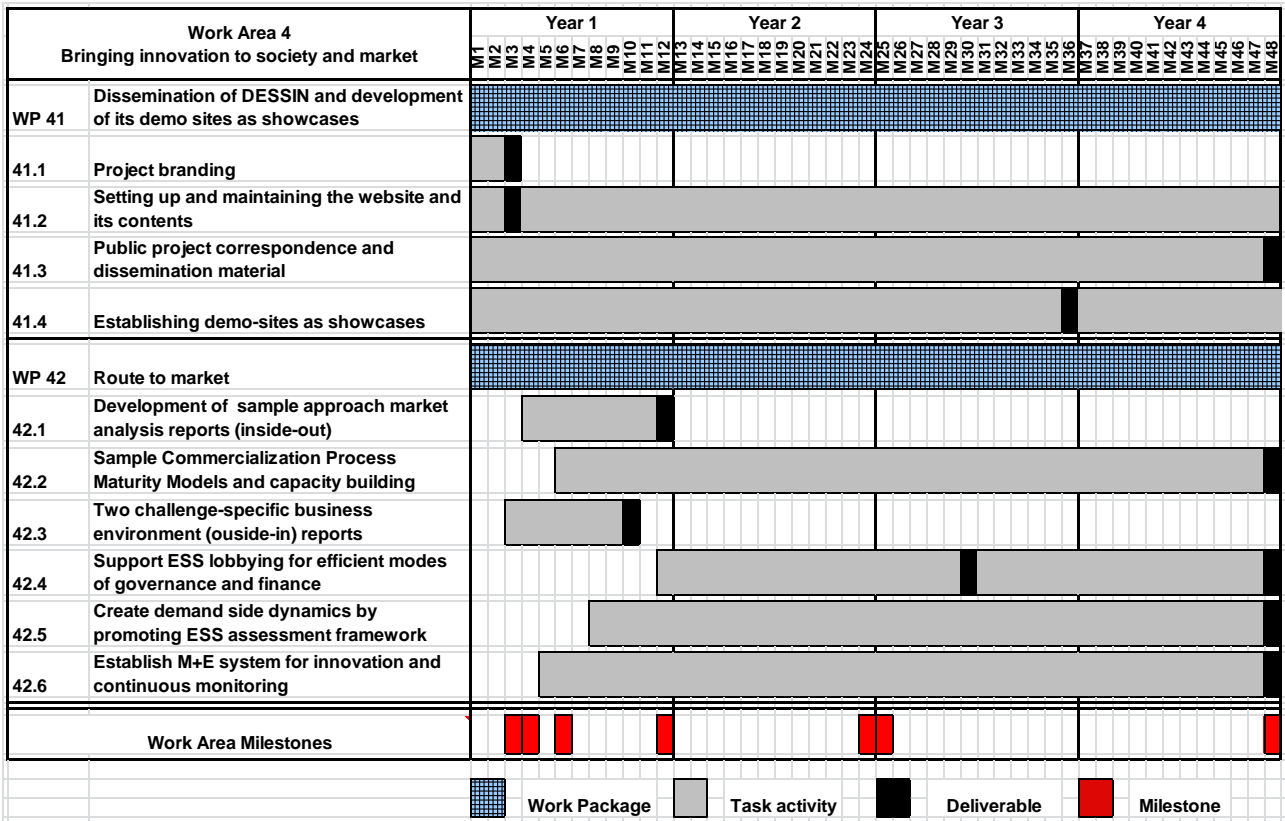 Work Area 4
Bringing innovation to society and market
Year 1
Year 2
Year 3
Year 4
M1 M2 M3 M4 M5 M6 M7 M8 M9 M10 M11 M12 M13 M14 M15 M16 M17 M18 M19 M20 M21 M22 M23 M24 M25 M26 M27 M28 M29 M30 M31 M32 M33 M34 M35 M36 M37 M38 M39 M40 M41 M42 M43 M44 M45 M46 M47 M48
WP 41
Dissemination of DESSIN and development
of its demo sites as showcases
41.1
Project branding
41.2
Setting up and maintaining the website and
its contents
41.3
Public project correspondence and
dissemination material
41.4
Establishing demo-sites as showcases
WP 42
Route to market
42.1
Development of sample approach market
analysis reports (inside-out)
42.2
Sample Commercialization Process
Maturity Models and capacity building
42.3
Two challenge-specific business
environment (ouside-in) reports
42.4
Support ESS lobbying for efficient modes
of governance and finance
42.5
Create demand side dynamics by
promoting ESS assessment framework
42.6
Establish M+E system for innovation and
continuous monitoring
Work Area Milestones
Work Package
Task activity
Deliverable
Milestone